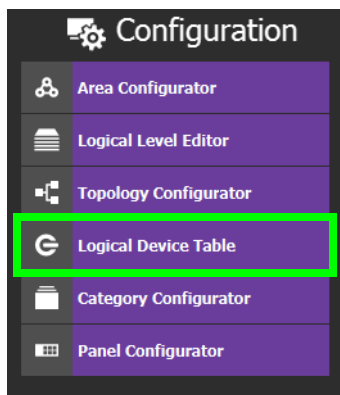 Configuration
Area Configurator
Logical Level Editor
Topology Configurator
Logical Device Table
Category Configurator
Panel Configurator